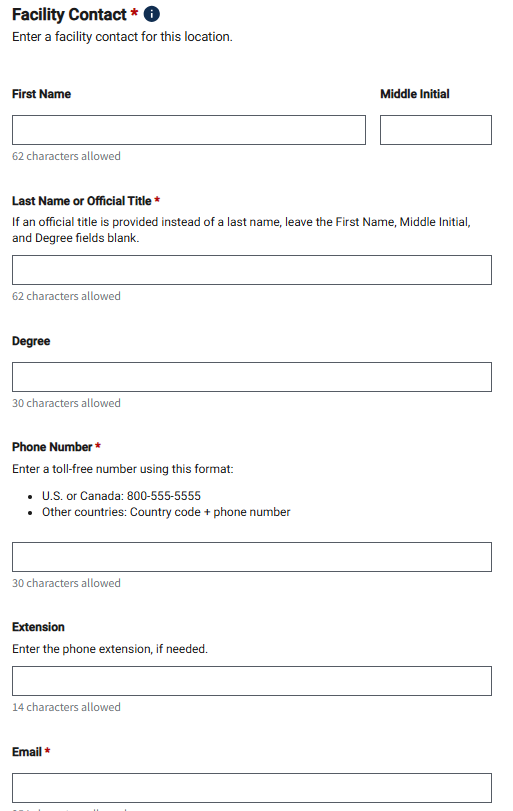 Facility Contact *
Enter a facility contact for this location.
First Name
Middle Initial
62 characters allowed
Last Name or Official Title *
If an official title is provided instead of a last name, leave the First Name, Middle Initial,
and Degree fields blank.
62 characters allowed
Degree
30 characters allowed
Phone Number *
Enter a toll-free number using this format:
• U.S. or Canada: 800-555-5555
• Other countries: Country code + phone number
30 characters allowed
Extension
Enter the phone extension, if needed.
14 characters allowed
Email *